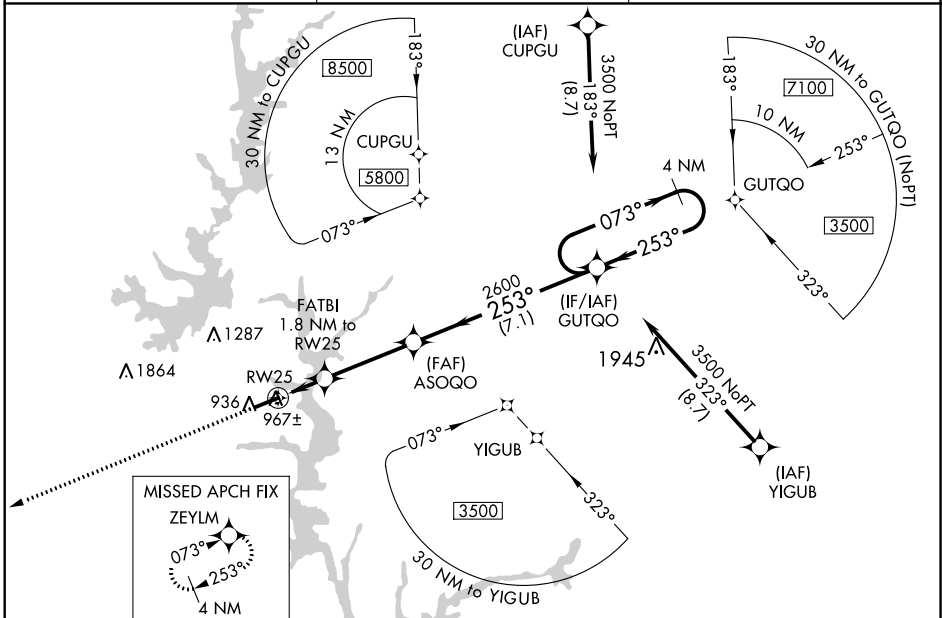 30 NM to CUPGU
8500
183°
13 NM
CUPGU
5800
073°
(IAF)
CUPGU
3500 NoPT
183°
(8.7)
30 NM to GUTQO (NoPT)
7100
183°
10 NM
253°
GUTQO
3500
323°
4 NM
073°
253°
(IF/IAF)
GUTQO
2600
253°
(7.1)
FATBI
1.8 NM to
RW25
(FAF)
ASOQO
1287
1864
RW25
936
967±
1945
3500 NoPT
323°
(8.7)
(IAF)
YIGUB
073°
YIGUB
323°
3500
30 NM to YIGUB
MISSED APCH FIX
ZEYLM
073°
253°
4 NM